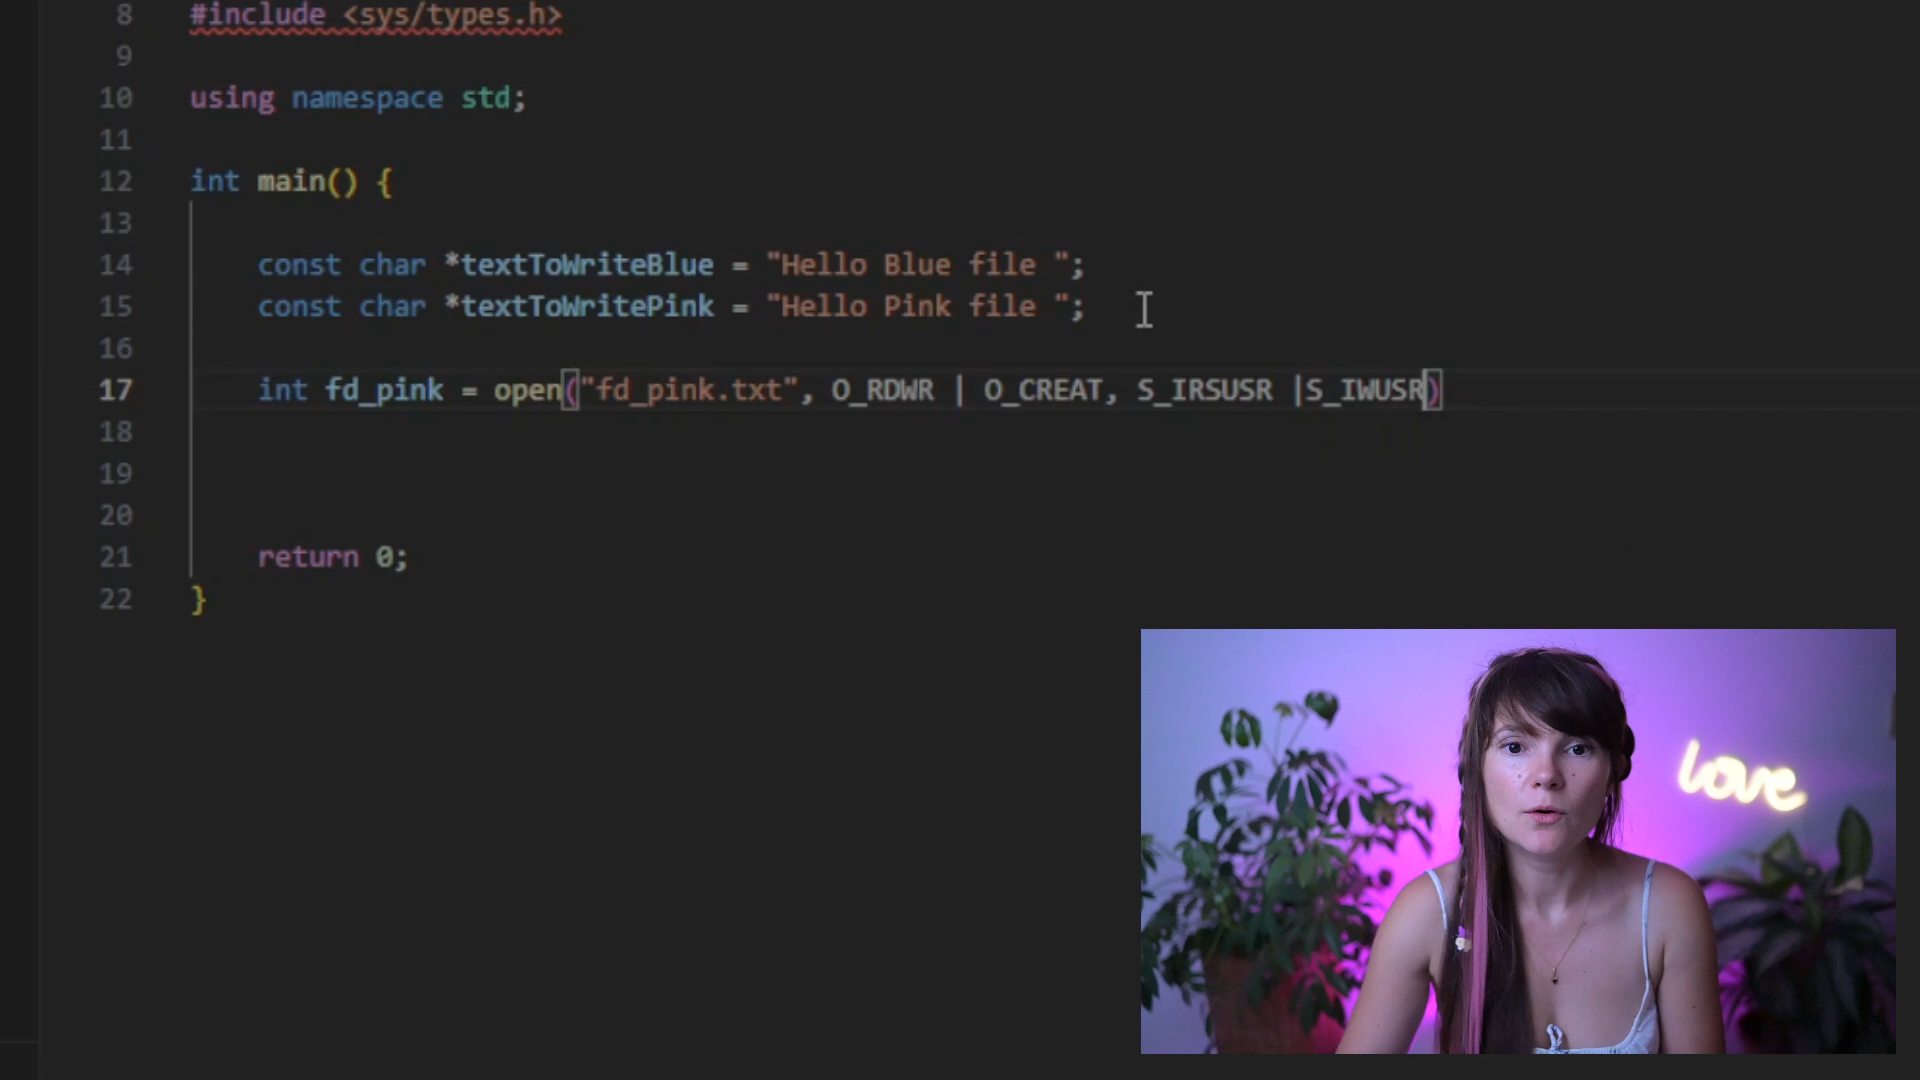 8 #include <sys/types.h>
9
10 using namespace std;
11
12 int main() {
13
14 const char *textToWriteBlue = "Hello Blue file ";
15 const char *textToWritePink = "Hello Pink file ";
16
17 int fd_pink = open("fd_pink.txt", O_RDWR | O_CREAT, S_IRSUSR |S_IWUSR)
18
19
20
21 return 0;
22 }
love